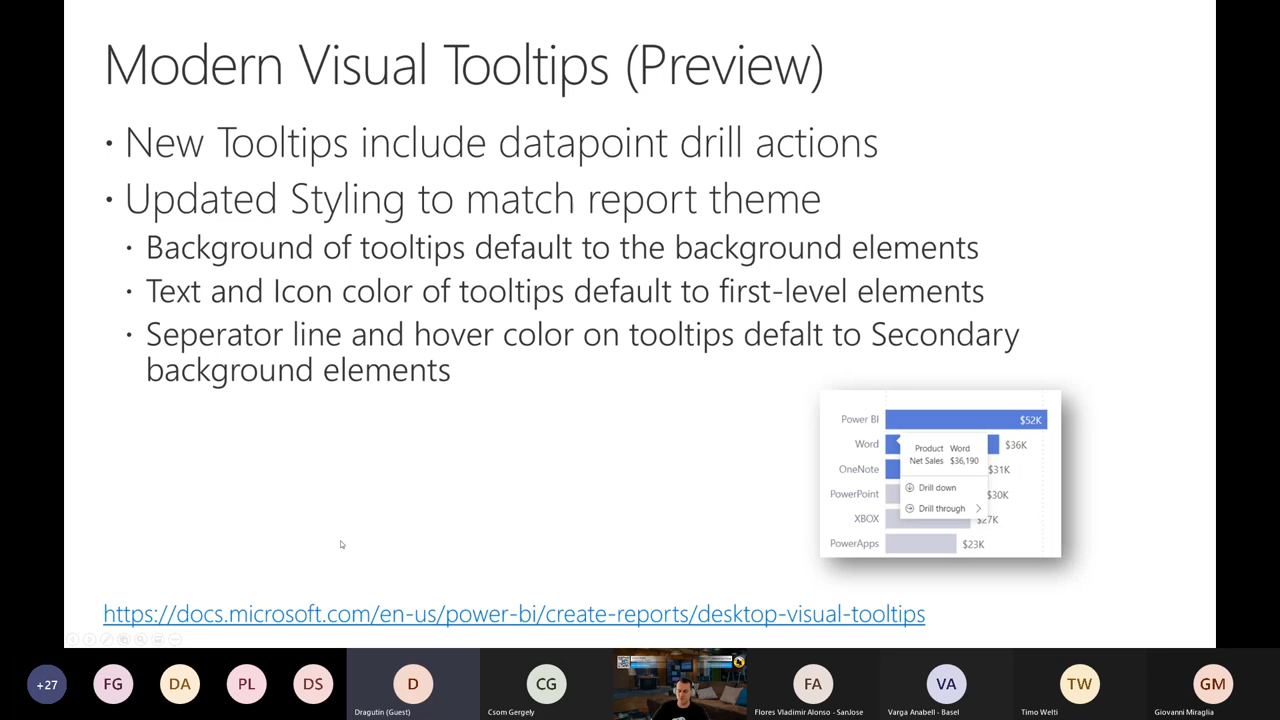 Modern Visual Tooltips (Preview)
• New Tooltips include datapoint drill actions
• Updated Styling to match report theme
• Background of tooltips default to the background elements
• Text and Icon color of tooltips default to first-level elements
• Seperator line and hover color on tooltips defalt to Secondary
background elements
Power BI $52K
Word $36K
Product Word
Net Sales $36,190
OneNote $31K
Drill down
PowerPoint $30K
Drill through
XBOX $27K
PowerApps $23K
https://docs.microsoft.com/en-us/power-bi/create-reports/desktop-visual-tooltips
+27 FG DA PL DS D CG FA VA TW GM
Dragutin (Guest) Csom Gergely Flores Vladimir Alonso - SanJose Varga Anabell - Basel Timo Welti Giovanni Miraglia